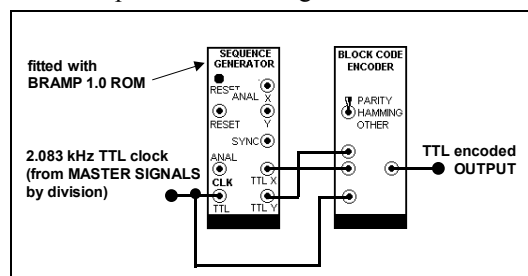 fitted with
BRAMP 1.0 ROM
2.083 kHz TTL clock
(from MASTER SIGNALS
by division)
SEQUENCE
GENERATOR
RESET
ANAL
X
RESET
Y
SYNC
ANAL
CLK
TTL X
TTL
TTL Y
BLOCK CODE
ENCODER
PARITY
HAMMING
OTHER
TTL encoded
OUTPUT